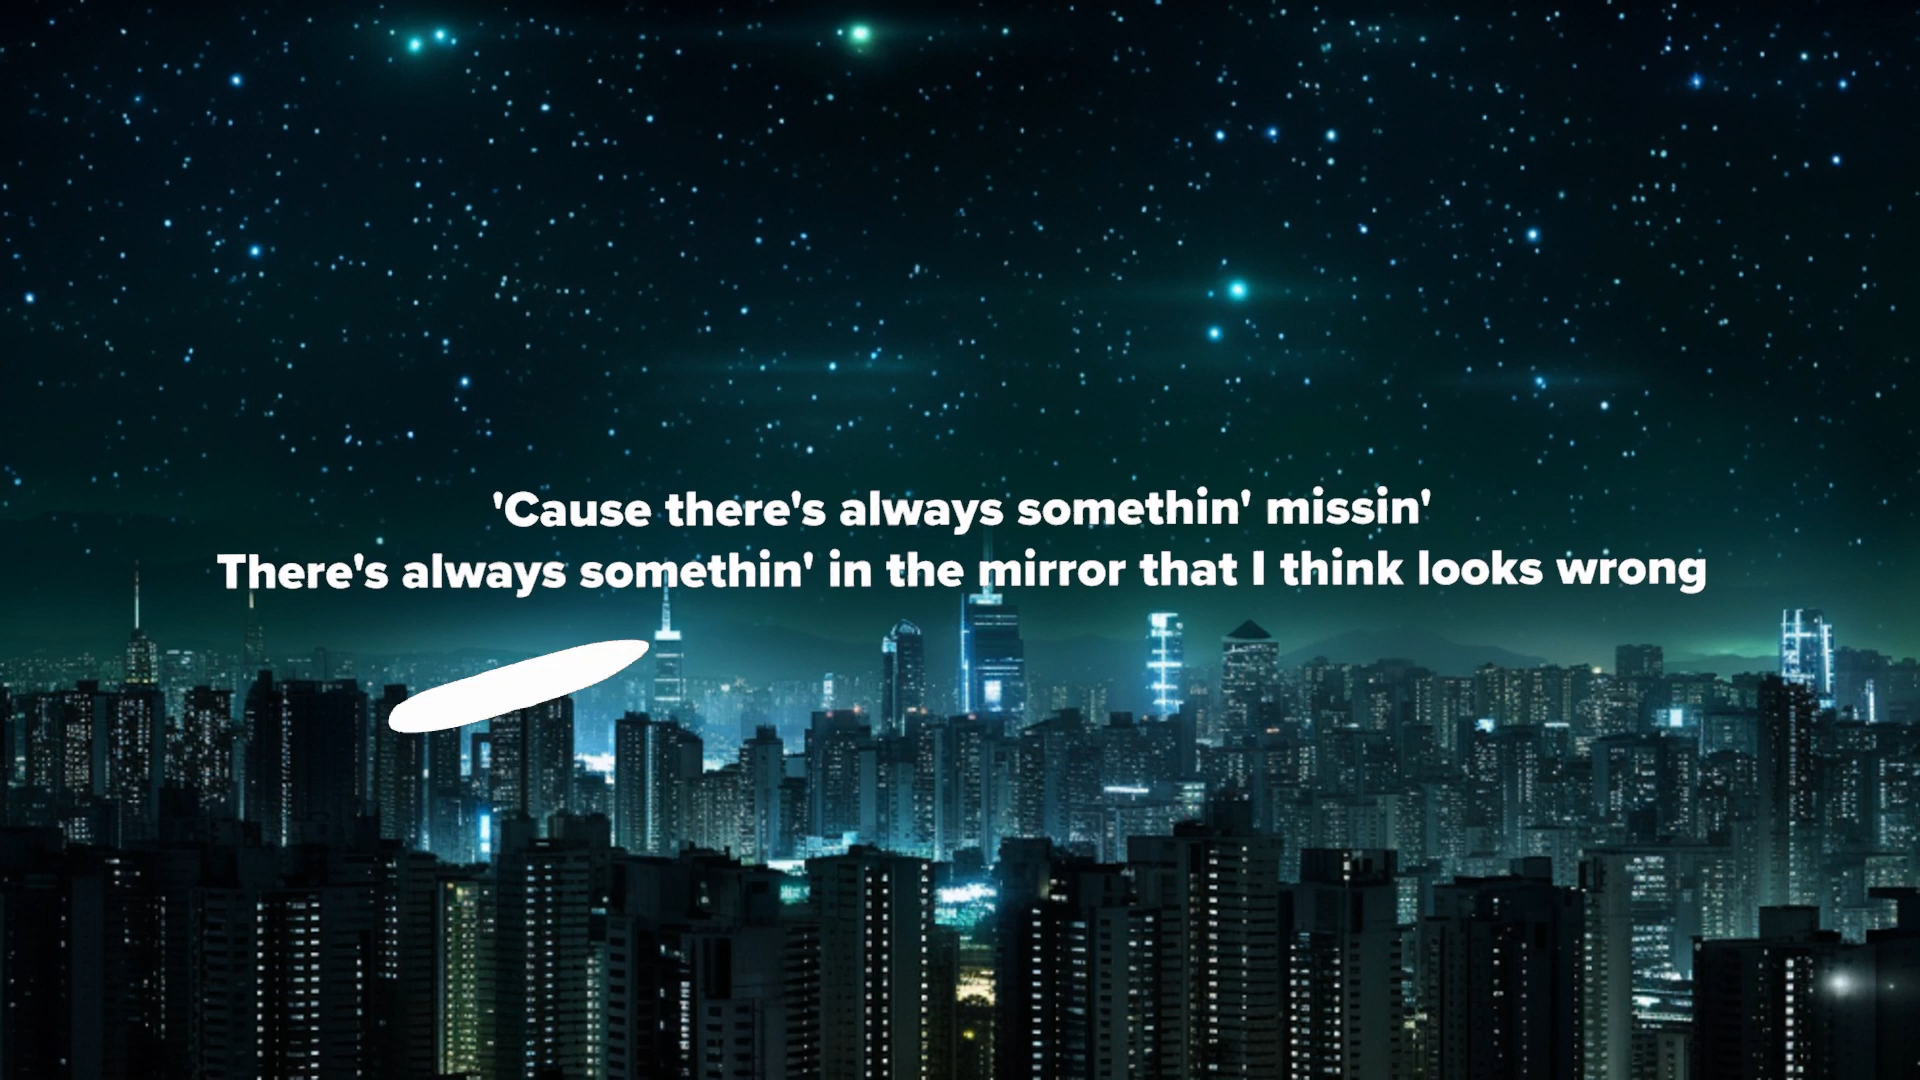 'Cause there's always somethin' missin'
There's always somethin' in the mirror that I think looks wrong